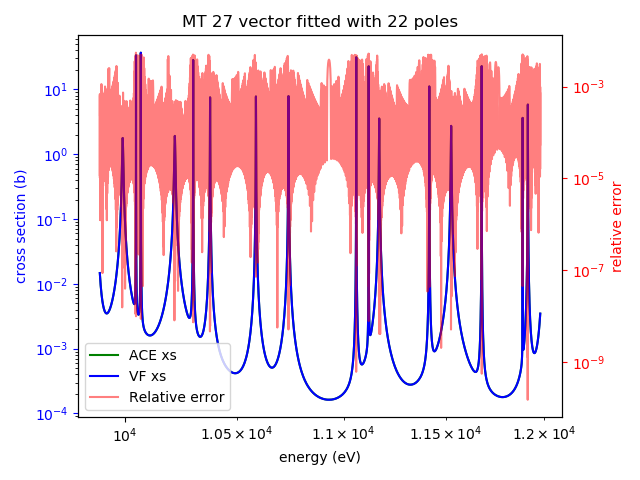 MT 27 vector fitted with 22 poles
cross section (b)
10¹
10⁰
10⁻¹
10⁻²
10⁻³
10⁻⁴
10⁻³
10⁻⁵
10⁻⁷
10⁻⁹
relative error
ACE xs
VF xs
Relative error
10⁴
1.05 × 10⁴
1.1 × 10⁴
1.15 × 10⁴
1.2 × 10⁴
energy (eV)